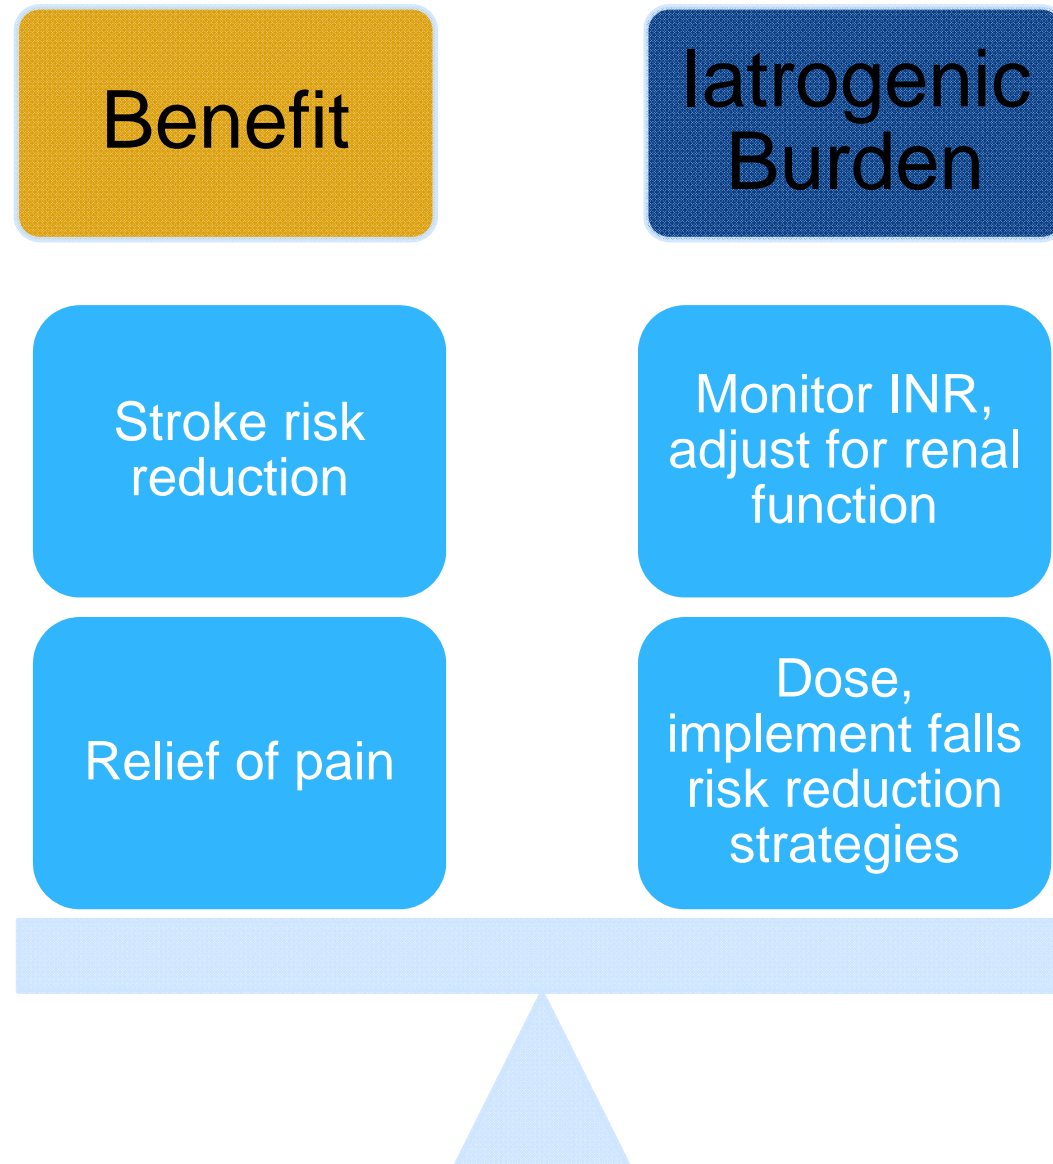 Benefit
Iatrogenic
Burden
Stroke risk
reduction
Monitor INR,
adjust for renal
function
Relief of pain
Dose,
implement falls
risk reduction
strategies